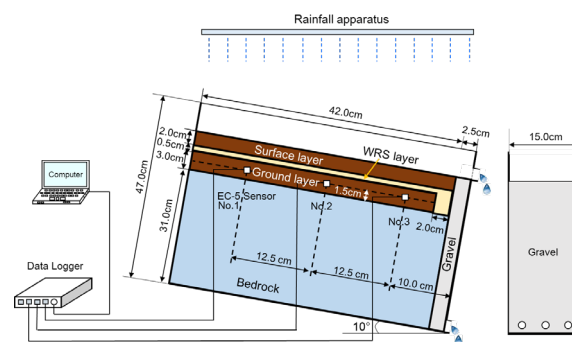 Rainfall apparatus
42.0cm
2.5cm
15.0cm
2.0cm
0.5cm
3.0cm
47.0cm
31.0cm
Surface layer
WRS layer
Ground layer
1.5cm
EC-5 Sensor
No.1
No.2
No.3
2.0cm
Computer
Data Logger
12.5 cm
12.5 cm
10.0 cm
Bedrock
Gravel
10°
Gravel